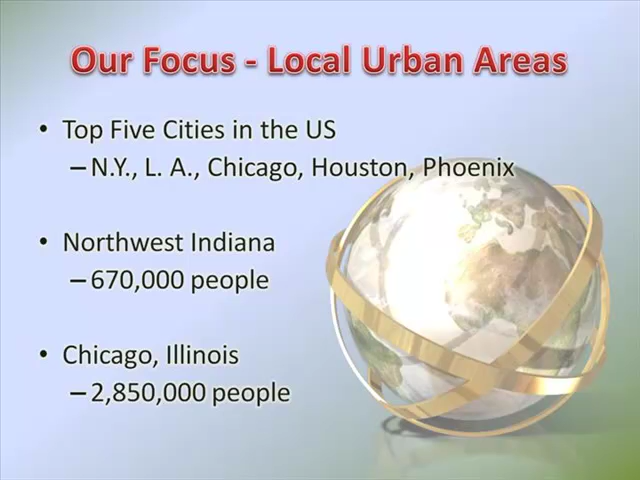 Our Focus - Local Urban Areas
• Top Five Cities in the US
– N.Y., L. A., Chicago, Houston, Phoenix
• Northwest Indiana
– 670,000 people
• Chicago, Illinois
– 2,850,000 people